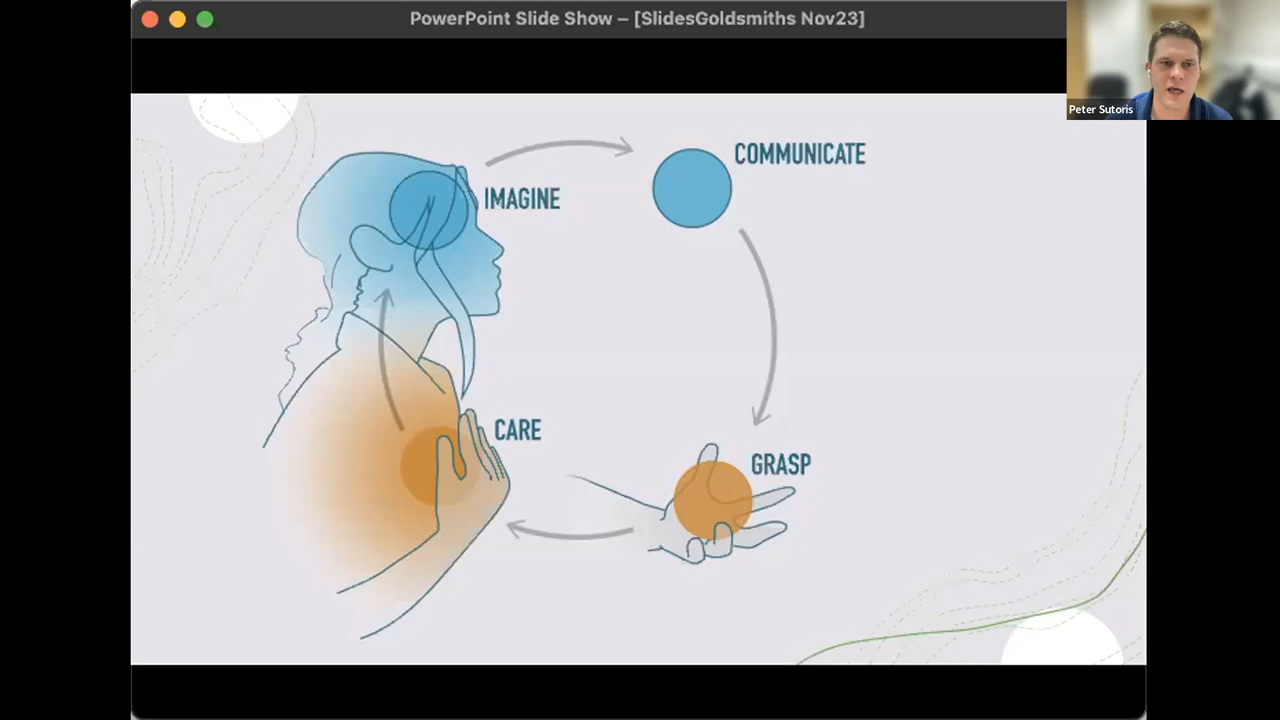 PowerPoint Slide Show – [SlidesGoldsmiths Nov23]
Peter Sutoris
COMMUNICATE
IMAGINE
CARE
GRASP